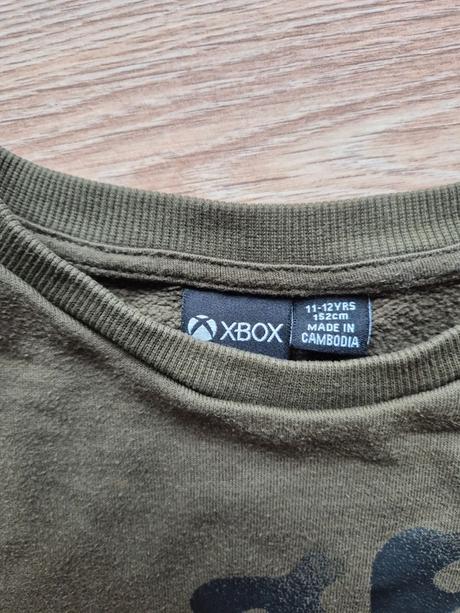 XBOX
11-12YRS
152cm
MADE IN
CAMBODIA